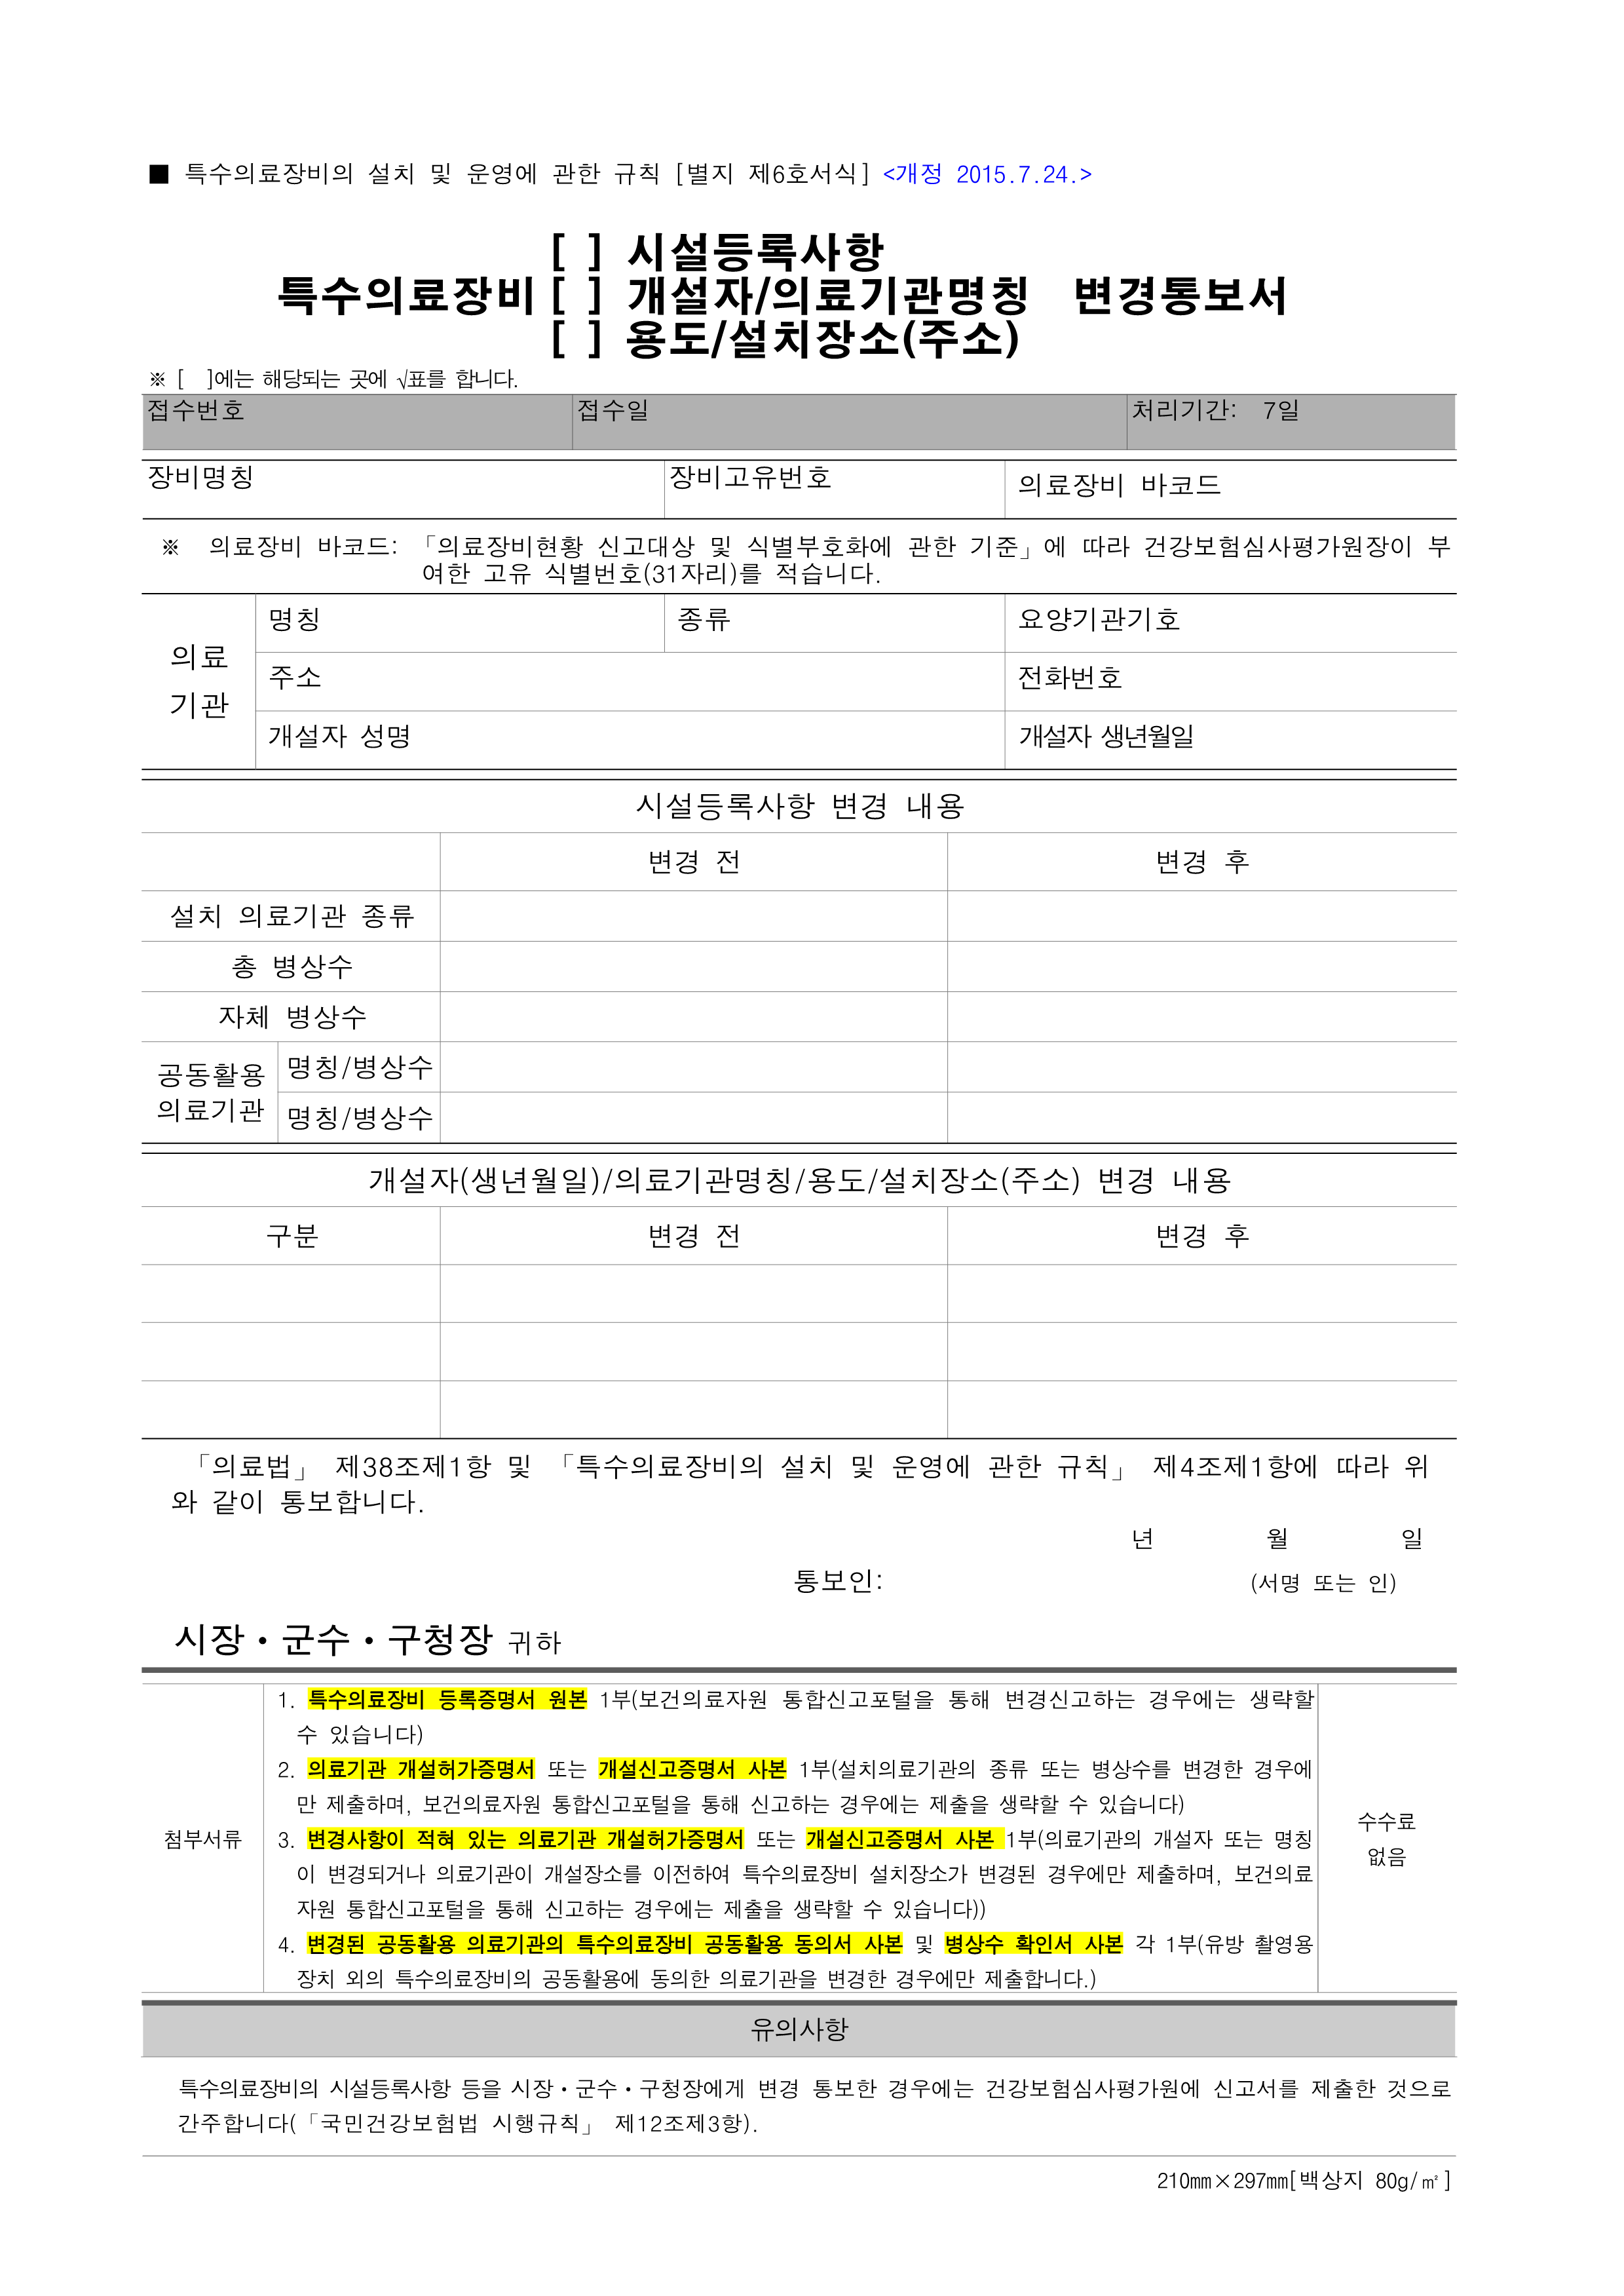 ■ 특수의료장비의 설치 및 운영에 관한 규칙 [별지 제6호서식] <개정 2015.7.24.>
[ ] 시설등록사항
특수의료장비 [ ] 개설자/의료기관명칭 변경통보서
[ ] 용도/설치장소(주소)
※ [ ]에는 해당되는 곳에 √표를 합니다.
접수번호 접수일 처리기간: 7일
장비명칭 장비고유번호 의료장비 바코드
※ 의료장비 바코드: 「의료장비현황 신고대상 및 식별부호화에 관한 기준」에 따라 건강보험심사평가원장이 부
여한 고유 식별번호(31자리)를 적습니다.
의료
기관
명칭 종류 요양기관기호
주소 전화번호
개설자 성명 개설자 생년월일
시설등록사항 변경 내용
변경 전 변경 후
설치 의료기관 종류
총 병상수
자체 병상수
공동활용
의료기관
명칭/병상수
명칭/병상수
개설자(생년월일)/의료기관명칭/용도/설치장소(주소) 변경 내용
구분 변경 전 변경 후
「의료법」 제38조제1항 및 「특수의료장비의 설치 및 운영에 관한 규칙」 제4조제1항에 따라 위
와 같이 통보합니다.
년 월 일
통보인: (서명 또는 인)
시장·군수·구청장 귀하
첨부서류
1. 특수의료장비 등록증명서 원본 1부(보건의료자원 통합신고포털을 통해 변경신고하는 경우에는 생략할
수 있습니다)
2. 의료기관 개설허가증명서 또는 개설신고증명서 사본 1부(설치의료기관의 종류 또는 병상수를 변경한 경우에
만 제출하며, 보건의료자원 통합신고포털을 통해 신고하는 경우에는 제출을 생략할 수 있습니다)
3. 변경사항이 적혀 있는 의료기관 개설허가증명서 또는 개설신고증명서 사본 1부(의료기관의 개설자 또는 명칭
이 변경되거나 의료기관이 개설장소를 이전하여 특수의료장비 설치장소가 변경된 경우에만 제출하며, 보건의료
자원 통합신고포털을 통해 신고하는 경우에는 제출을 생략할 수 있습니다))
4. 변경된 공동활용 의료기관의 특수의료장비 공동활용 동의서 사본 및 병상수 확인서 사본 각 1부(유방 촬영용
장치 외의 특수의료장비의 공동활용에 동의한 의료기관을 변경한 경우에만 제출합니다.)
수수료
없음
유의사항
특수의료장비의 시설등록사항 등을 시장·군수·구청장에게 변경 통보한 경우에는 건강보험심사평가원에 신고서를 제출한 것으로
간주합니다(「국민건강보험법 시행규칙」 제12조제3항).
210㎜×297㎜[백상지 80g/㎡]